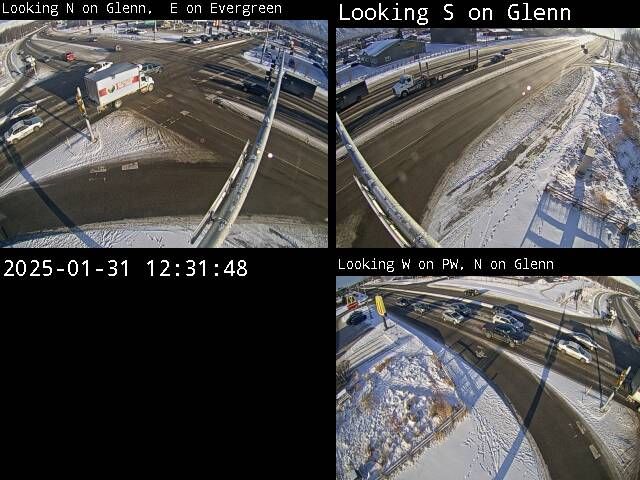 Looking N on Glenn,  E on Evergreen
Looking S on Glenn
2025-01-31 12:31:48
Looking W on PW, N on Glenn